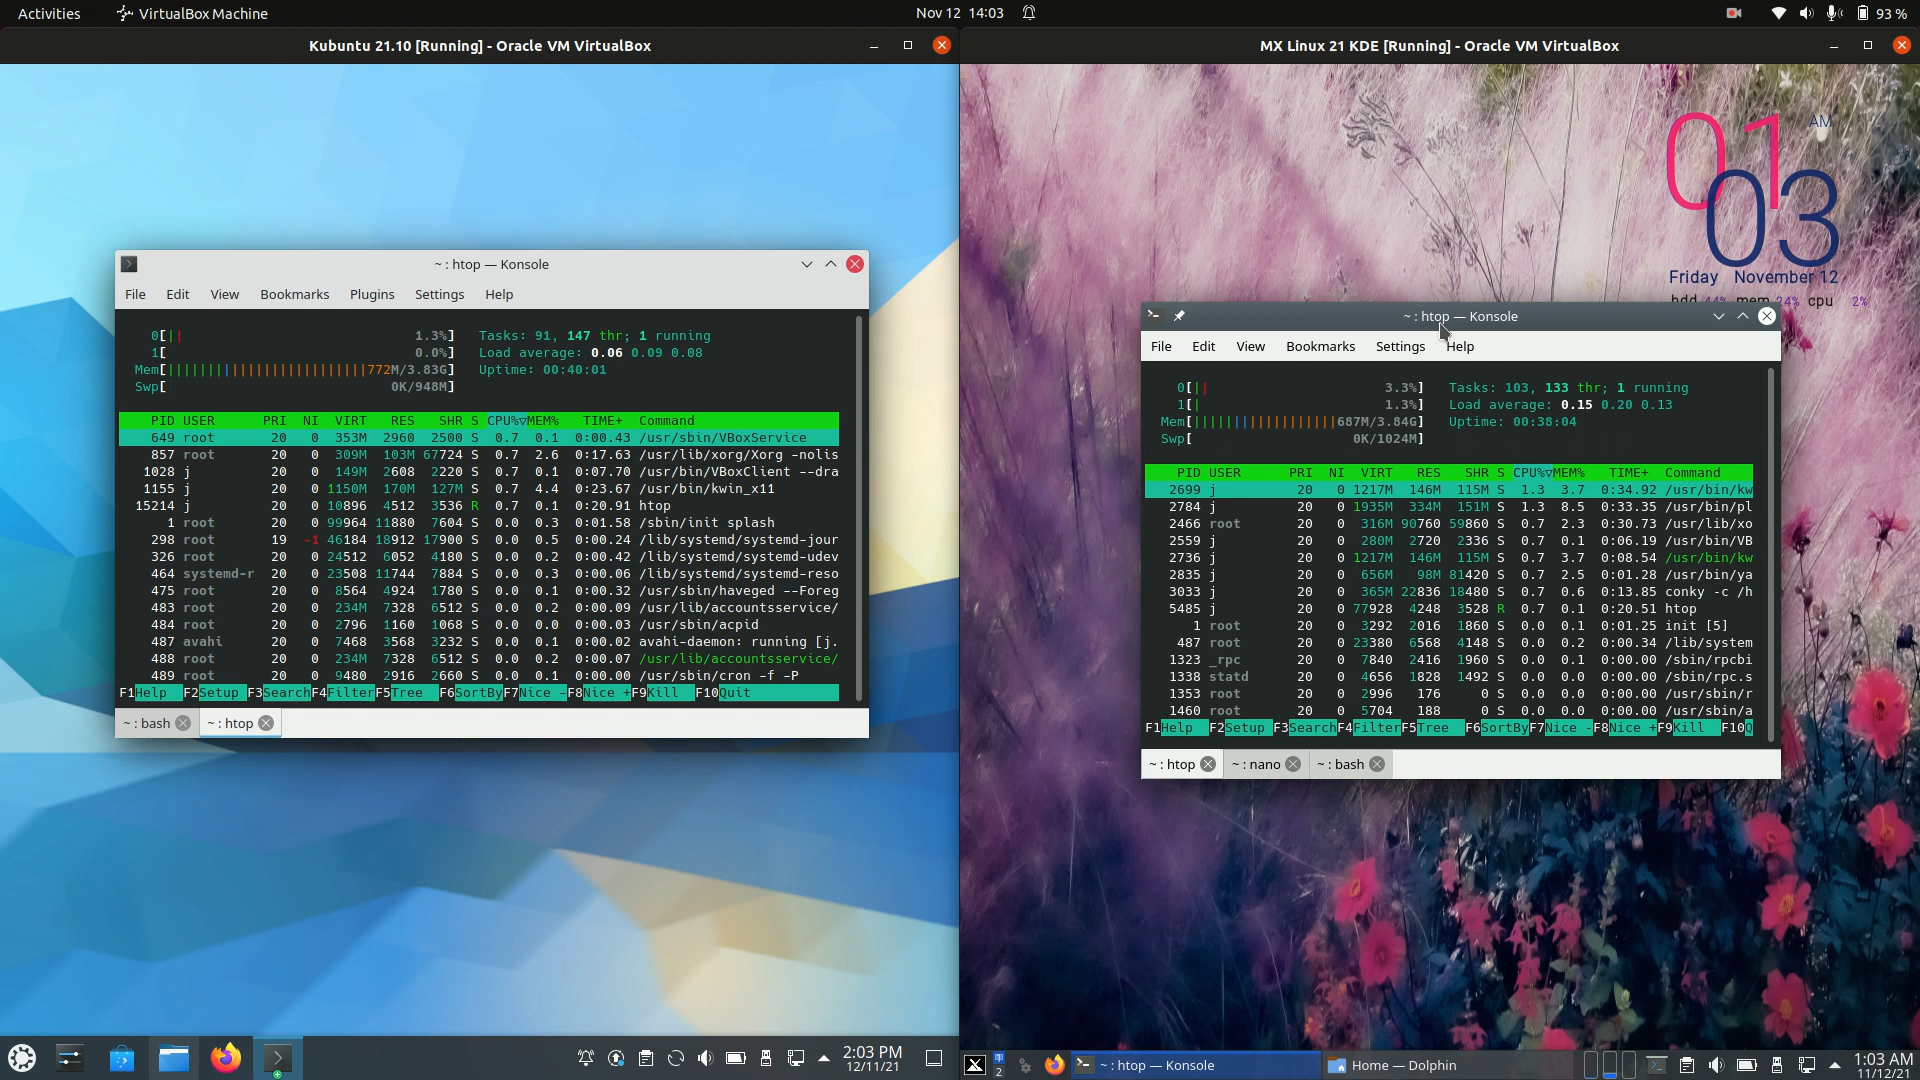 Activities
VirtualBox Machine
Nov 12 14:03
93 %
Kubuntu 21.10 [Running] - Oracle VM VirtualBox
~ : htop — Konsole
File Edit View Bookmarks Plugins Settings Help
0[|| 1.3%] Tasks: 91, 147 thr; 1 running
1[ 0.0%] Load average: 0.06 0.09 0.08
Mem[|||||||||||||||||||||||||772M/3.83G] Uptime: 00:40:01
Swp[ 0K/948M]
PID USER PRI NI VIRT RES SHR S CPU%▽MEM% TIME+ Command
649 root 20 0 353M 2960 2500 S 0.7 0.1 0:00.43 /usr/sbin/VBoxService
857 root 20 0 309M 103M 67724 S 0.7 2.6 0:17.63 /usr/lib/xorg/Xorg -nolis
1028 j 20 0 149M 2608 2220 S 0.7 0.1 0:07.70 /usr/bin/VBoxClient --dra
1155 j 20 0 1150M 170M 127M S 0.7 4.4 0:23.67 /usr/bin/kwin_x11
15214 j 20 0 10896 4512 3536 R 0.7 0.1 0:20.91 htop
1 root 20 0 99964 11880 7604 S 0.0 0.3 0:01.58 /sbin/init splash
298 root 19 -1 46184 18912 17900 S 0.0 0.5 0:00.24 /lib/systemd/systemd-jour
326 root 20 0 24512 6052 4180 S 0.0 0.2 0:00.42 /lib/systemd/systemd-udev
464 systemd-r 20 0 23508 11744 7884 S 0.0 0.3 0:00.06 /lib/systemd/systemd-reso
475 root 20 0 8564 4924 1780 S 0.0 0.1 0:00.32 /usr/sbin/haveged --Foreg
483 root 20 0 234M 7328 6512 S 0.0 0.2 0:00.09 /usr/lib/accountsservice/
484 root 20 0 2796 1160 1068 S 0.0 0.0 0:00.03 /usr/sbin/acpid
487 avahi 20 0 7468 3568 3232 S 0.0 0.1 0:00.02 avahi-daemon: running [j.
488 root 20 0 234M 7328 6512 S 0.0 0.2 0:00.07 /usr/lib/accountsservice/
489 root 20 0 9480 2916 2660 S 0.0 0.1 0:00.00 /usr/sbin/cron -f -P
F1Help F2Setup F3SearchF4FilterF5Tree F6SortByF7Nice -F8Nice +F9Kill F10Quit
~ : bash ~ : htop
2:03 PM
12/11/21
MX Linux 21 KDE [Running] - Oracle VM VirtualBox
01 AM
03
Friday November 12
hdd 44% mem 24% cpu 2%
~ : htop — Konsole
File Edit View Bookmarks Settings Help
0[|| 3.3%] Tasks: 103, 133 thr; 1 running
1[| 1.3%] Load average: 0.15 0.20 0.13
Mem[||||||||||||||||||687M/3.84G] Uptime: 00:38:04
Swp[ 0K/1024M]
PID USER PRI NI VIRT RES SHR S CPU%▽MEM% TIME+ Command
2699 j 20 0 1217M 146M 115M S 1.3 3.7 0:34.92 /usr/bin/kw
2784 j 20 0 1935M 334M 151M S 1.3 8.5 0:33.35 /usr/bin/pl
2466 root 20 0 316M 90760 59860 S 0.7 2.3 0:30.73 /usr/lib/xo
2559 j 20 0 280M 2720 2336 S 0.7 0.1 0:06.19 /usr/bin/VB
2736 j 20 0 1217M 146M 115M S 0.7 3.7 0:08.54 /usr/bin/kw
2835 j 20 0 656M 98M 81420 S 0.7 2.5 0:01.28 /usr/bin/ya
3033 j 20 0 365M 22836 18480 S 0.7 0.6 0:13.85 conky -c /h
5485 j 20 0 77928 4248 3528 R 0.7 0.1 0:20.51 htop
1 root 20 0 3292 2016 1860 S 0.0 0.1 0:01.25 init [5]
487 root 20 0 23380 6568 4148 S 0.0 0.2 0:00.34 /lib/system
1323 _rpc 20 0 7840 2416 1960 S 0.0 0.1 0:00.00 /sbin/rpcbi
1338 statd 20 0 4656 1828 1492 S 0.0 0.0 0:00.00 /sbin/rpc.s
1353 root 20 0 2996 176 0 S 0.0 0.0 0:00.00 /usr/sbin/r
1460 root 20 0 5704 188 0 S 0.0 0.0 0:00.00 /usr/sbin/a
F1Help F2Setup F3SearchF4FilterF5Tree F6SortByF7Nice -F8Nice +F9Kill F10Q
~ : htop ~ : nano ~ : bash
2
~ : htop — Konsole
Home — Dolphin
1:03 AM
11/12/21